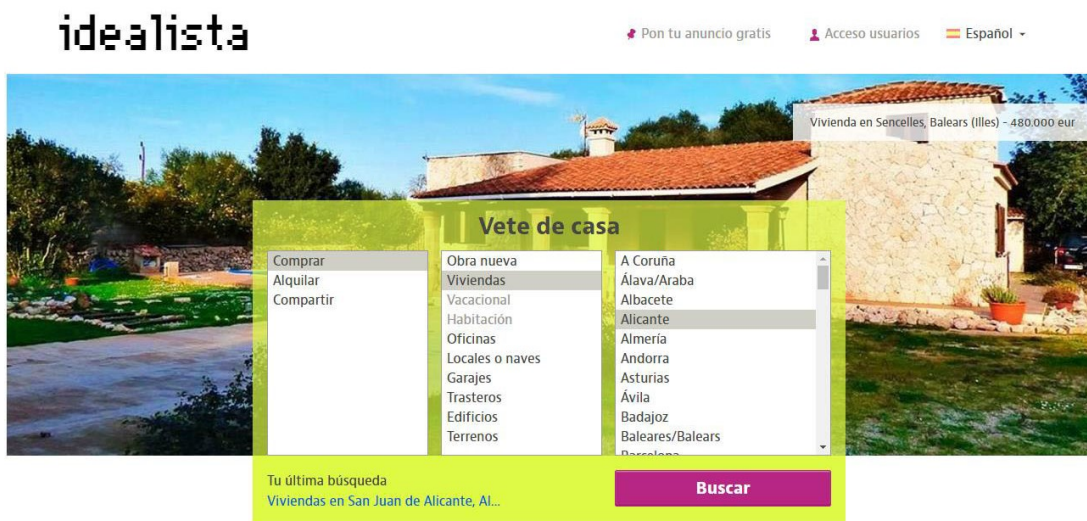 idealista
Pon tu anuncio gratis
Acceso usuarios
Español
Vivienda en Sencelles, Balears (Illes) - 480.000 eur
Vete de casa
Comprar
Alquilar
Compartir
Obra nueva
Viviendas
Vacacional
Habitación
Oficinas
Locales o naves
Garajes
Trasteros
Edificios
Terrenos
A Coruña
Álava/Araba
Albacete
Alicante
Almería
Andorra
Asturias
Ávila
Badajoz
Baleares/Balears
Barcelona
Tu última búsqueda
Viviendas en San Juan de Alicante, Al...
Buscar